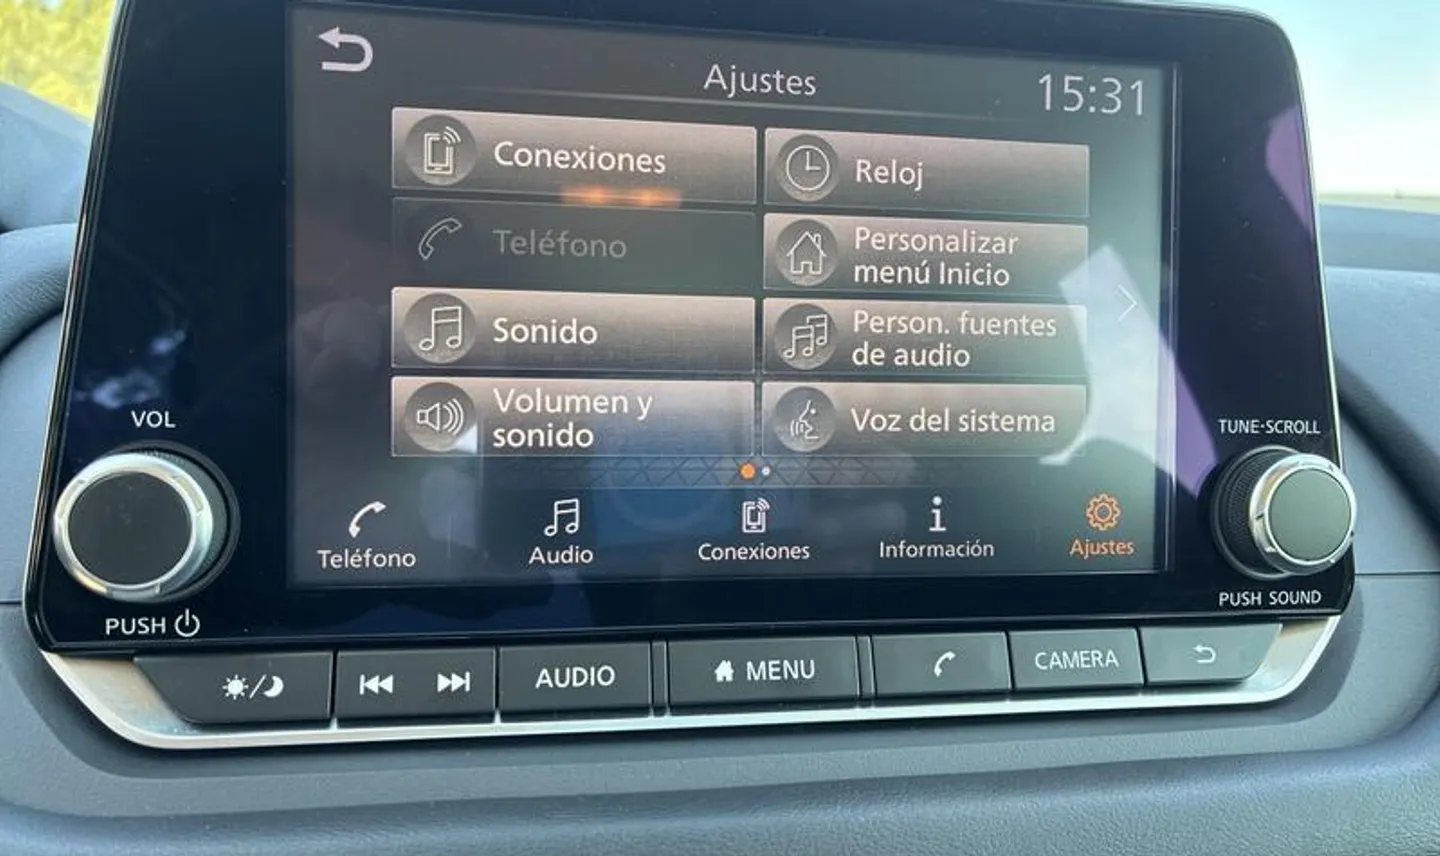 Ajustes
15:31
Conexiones
Reloj
Teléfono
Personalizar
menú Inicio
Sonido
Person. fuentes
de audio
Volumen y
sonido
Voz del sistema
Teléfono
Audio
Conexiones
Información
Ajustes
VOL
PUSH
TUNE·SCROLL
PUSH SOUND
AUDIO
MENU
CAMERA